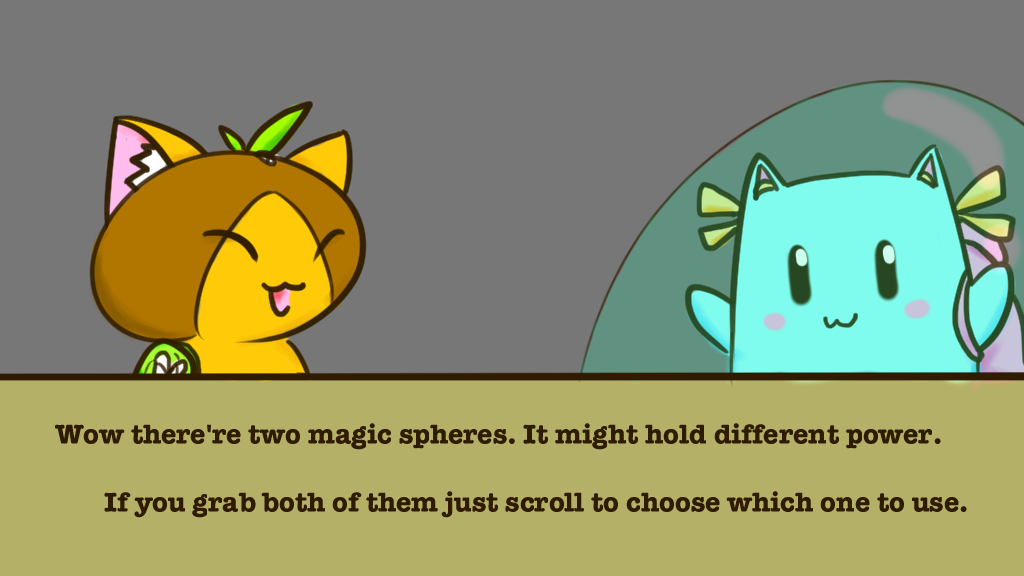 Wow there're two magic spheres. It might hold different power.
If you grab both of them just scroll to choose which one to use.